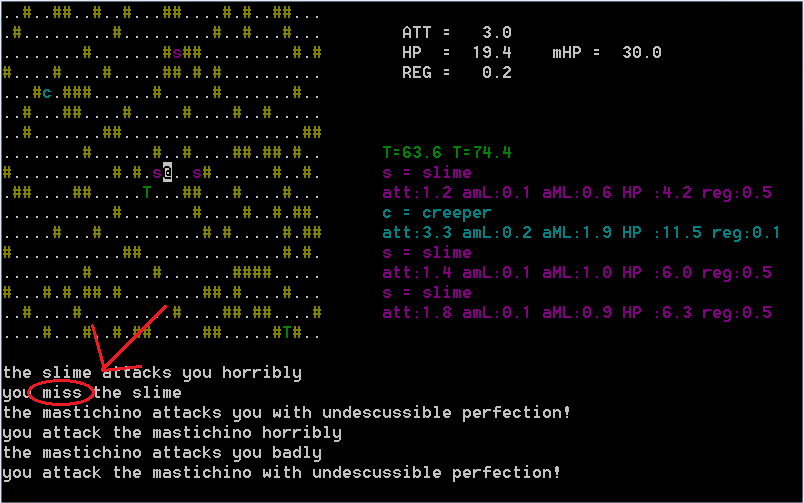 ATT = 3.0
HP = 19.4 mHP = 30.0
REG = 0.2
T=63.6 T=74.4
s = slime
att:1.2 amL:0.1 aML:0.6 HP :4.2 reg:0.5
c = creeper
att:3.3 amL:0.2 aML:1.9 HP :11.5 reg:0.1
s = slime
att:1.4 amL:0.1 aML:1.0 HP :6.0 reg:0.5
s = slime
att:1.8 amL:0.1 aML:0.9 HP :6.3 reg:0.5
the slime attacks you horribly
you miss the slime
the mastichino attacks you with undescussible perfection!
you attack the mastichino horribly
the mastichino attacks you badly
you attack the mastichino with undescussible perfection!